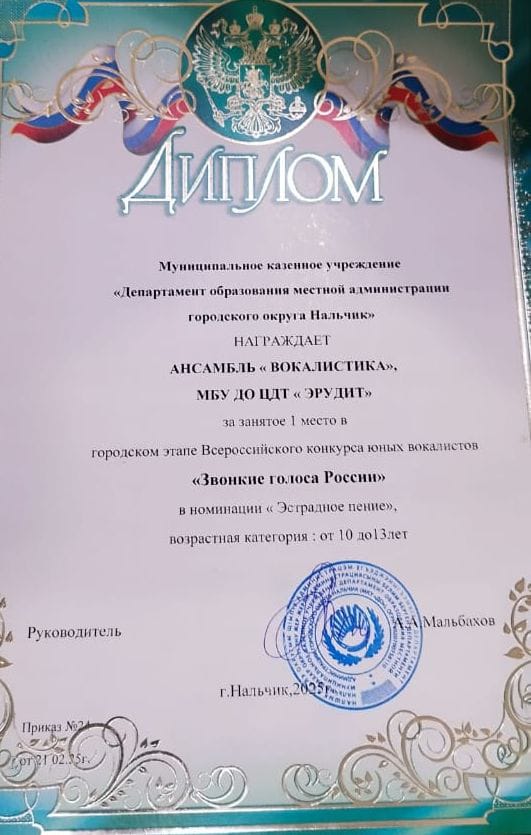 ДИПЛОМ
Муниципальное казенное учреждение
«Департамент образования местной администрации
городского округа Нальчик»
НАГРАЖДАЕТ
АНСАМБЛЬ « ВОКАЛИСТИКА»,
МБУ ДО ЦДТ « ЭРУДИТ»
за занятое 1 место в
городском этапе Всероссийского конкурса юных вокалистов
«Звонкие голоса России»
в номинации « Эстрадное пение»,
возрастная категория : от 10 до13лет
Руководитель
А.А.Мальбахов
г.Нальчик,2025г.
Приказ №24
от 21.02.25г.